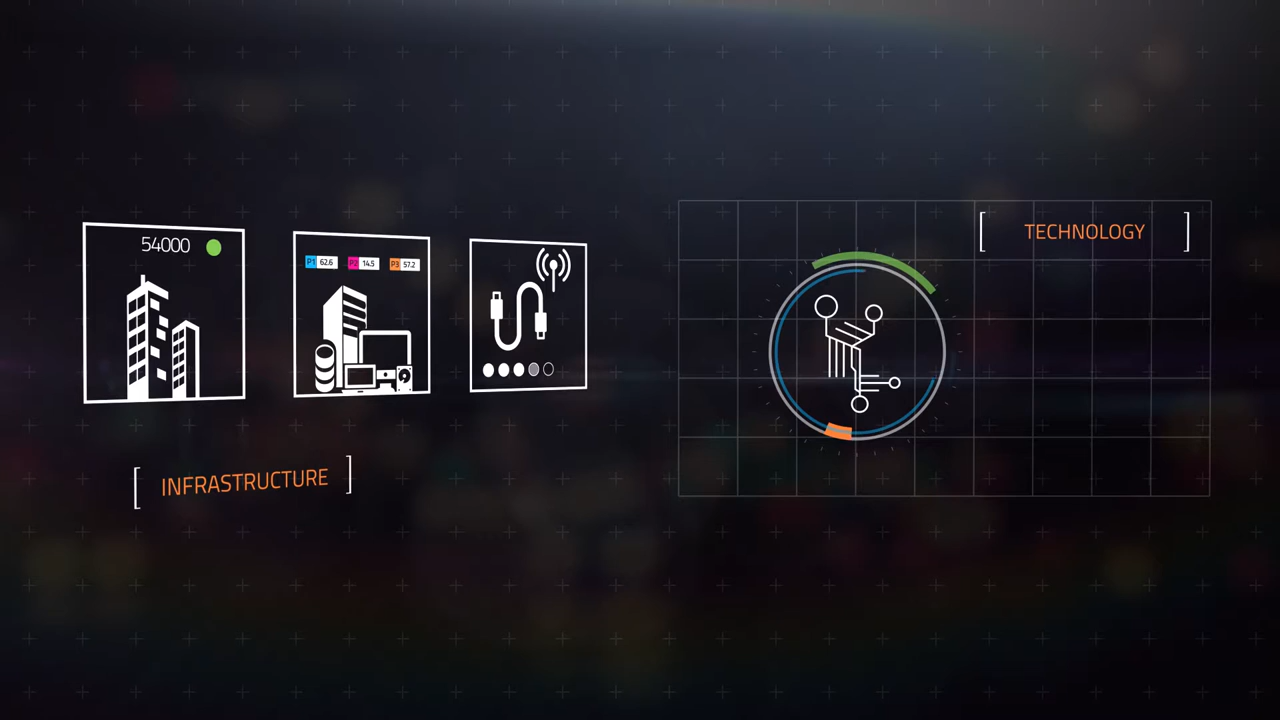 54000
P1 62.6 P2 14.5 P3 57.2
[ INFRASTRUCTURE ]
[ TECHNOLOGY ]